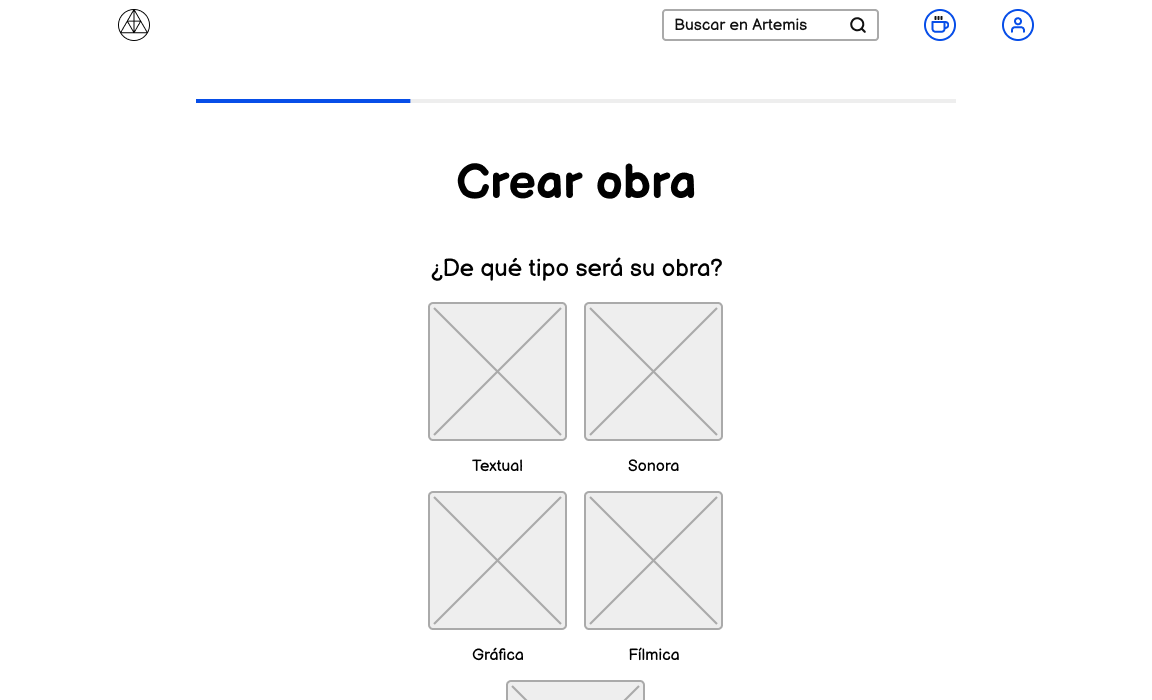 Buscar en Artemis
Crear obra
¿De qué tipo será su obra?
Textual
Sonora
Gráfica
Fílmica